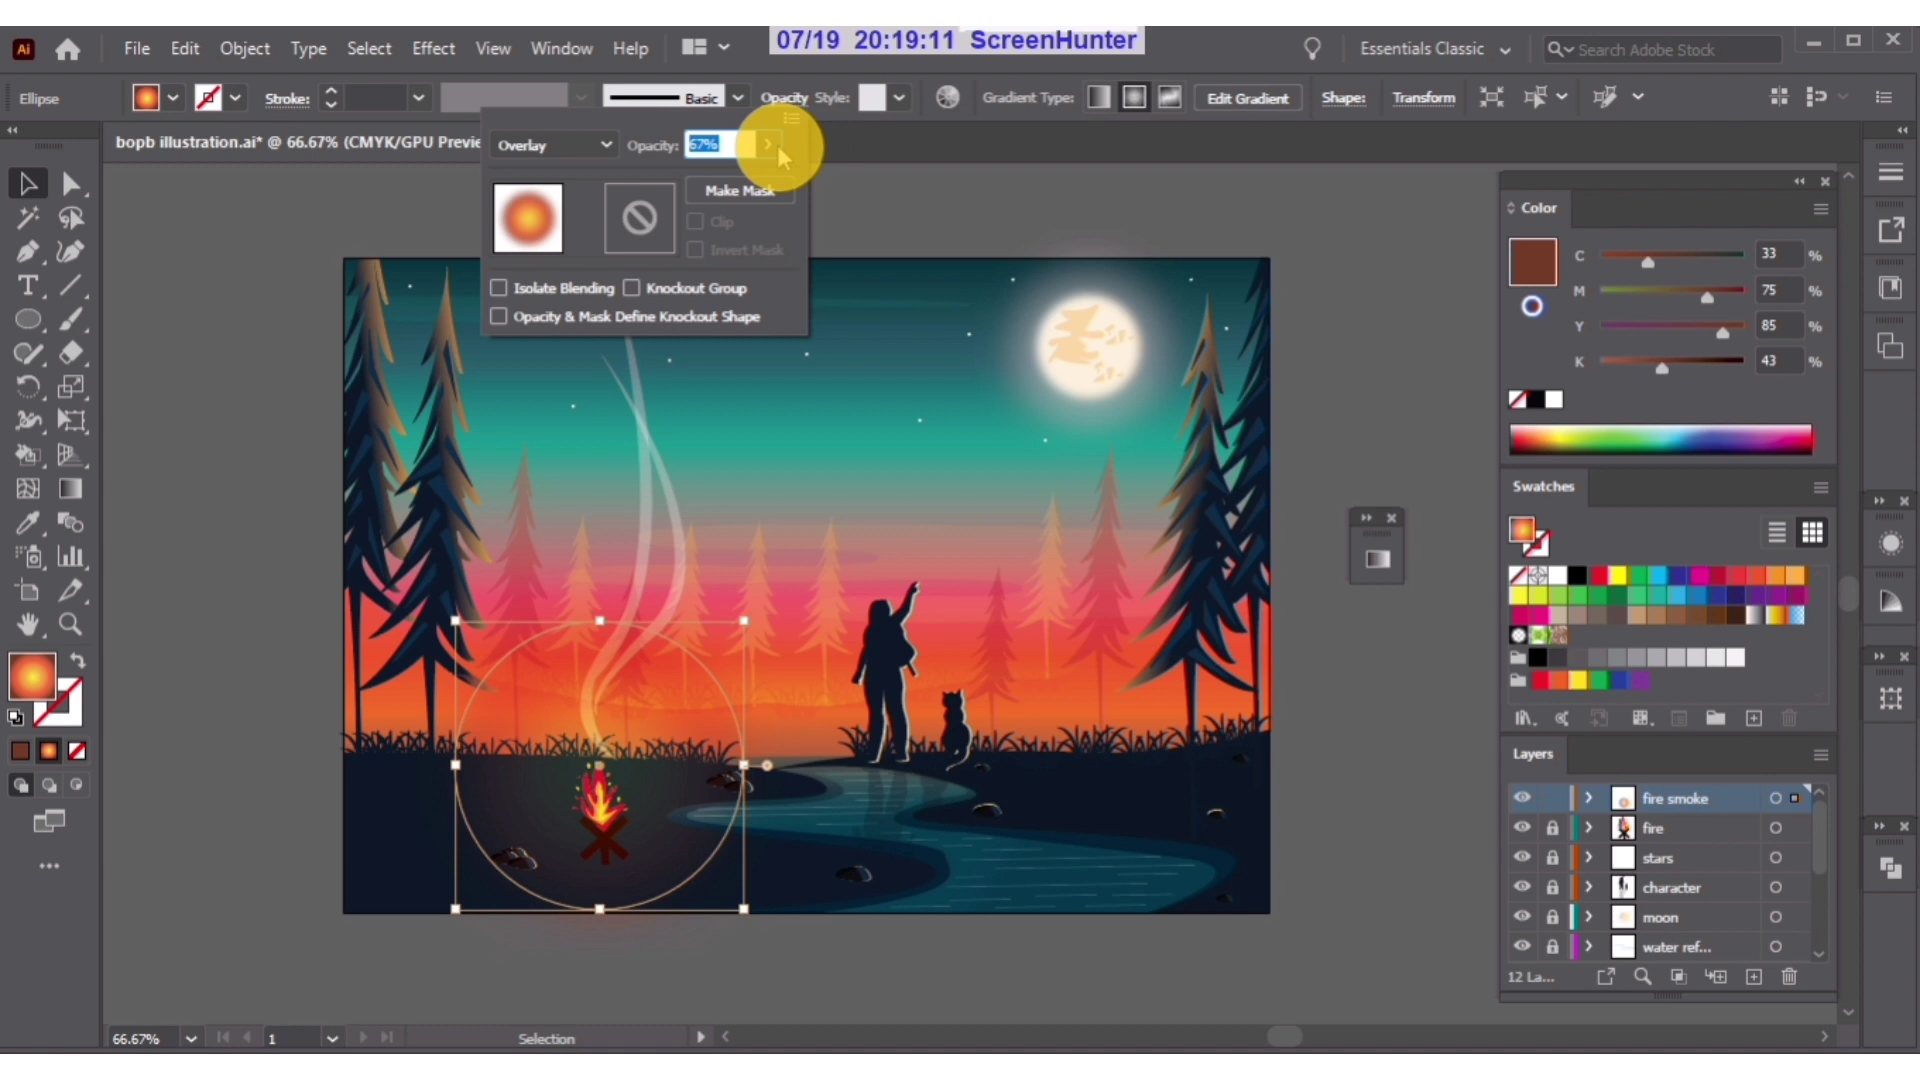 07/19 20:19:11 ScreenHunter
Ai File Edit Object Type Select Effect View Window Help
Essentials Classic
Search Adobe Stock
Ellipse
Stroke:
Basic
Opacity Style:
Gradient Type:
Edit Gradient
Shape:
Transform
bopb illustration.ai* @ 66.67% (CMYK/GPU Previe
Overlay
Opacity: 67%
Make Mask
Clip
Invert Mask
Isolate Blending
Knockout Group
Opacity & Mask Define Knockout Shape
Color
C 33 %
M 75 %
Y 85 %
K 43 %
Swatches
Layers
fire smoke
fire
stars
character
moon
water ref...
12 La...
66.67%
1
Selection